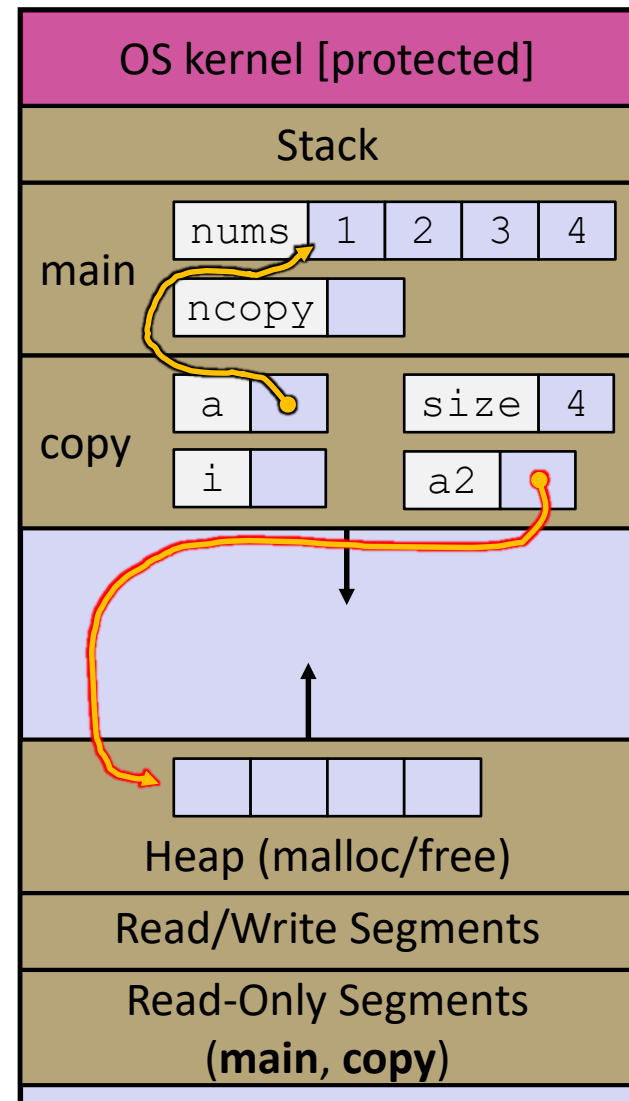 OS kernel [protected]
Stack
main
nums 1 2 3 4
ncopy
copy
a size 4
i a2
Heap (malloc/free)
Read/Write Segments
Read-Only Segments
(main, copy)